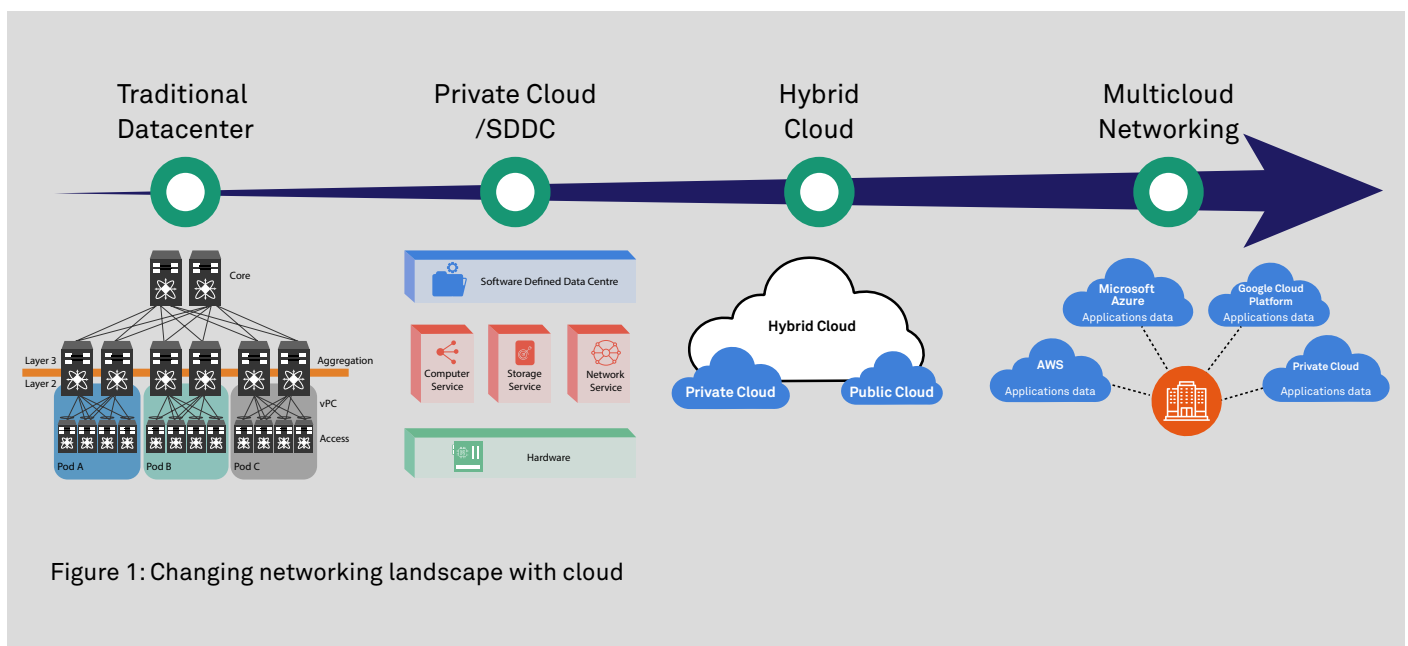 Traditional
Datacenter
Private Cloud
/SDDC
Hybrid
Cloud
Multicloud
Networking
Core
Layer 3
Aggregation
Layer 2
vPC
Access
Pod A
Pod B
Pod C
Software Defined Data Centre
Computer
Service
Storage
Service
Network
Service
Hardware
Hybrid Cloud
Private Cloud
Public Cloud
Microsoft
Azure
Applications data
Google Cloud
Platform
Applications data
AWS
Applications data
Private Cloud
Applications data
Figure 1: Changing networking landscape with cloud